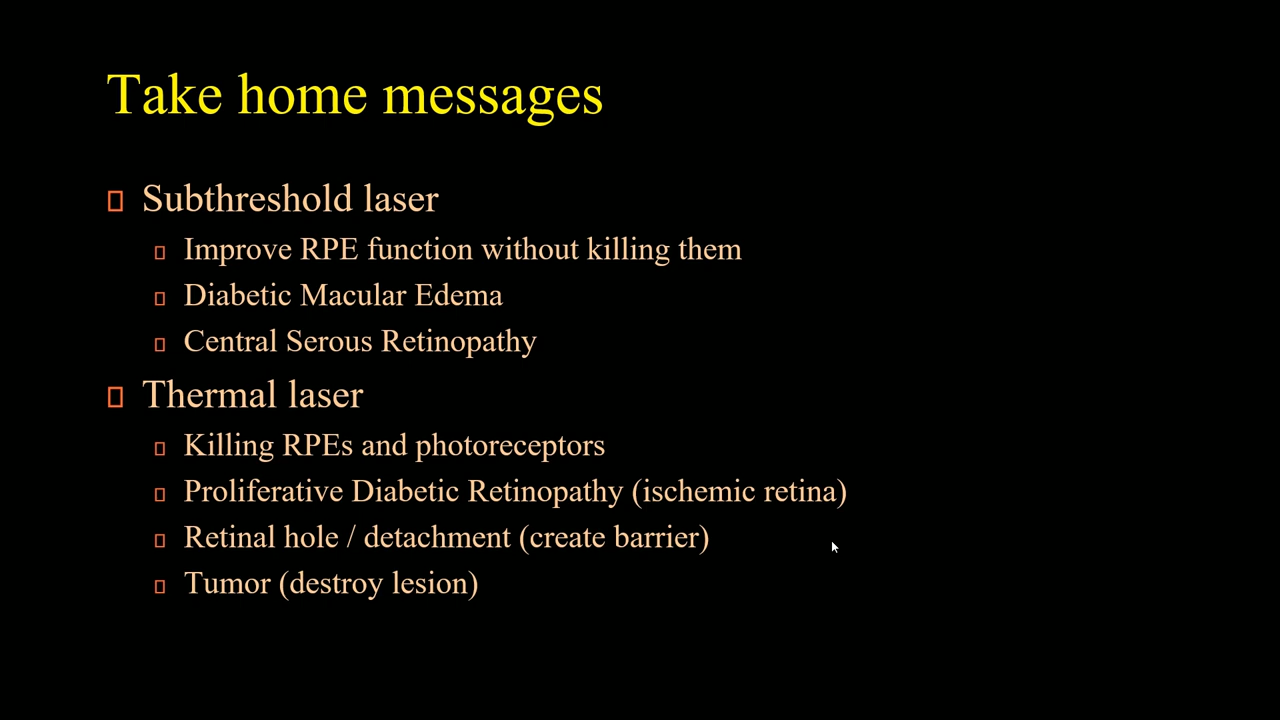 Take home messages
Subthreshold laser
Improve RPE function without killing them
Diabetic Macular Edema
Central Serous Retinopathy
Thermal laser
Killing RPEs and photoreceptors
Proliferative Diabetic Retinopathy (ischemic retina)
Retinal hole / detachment (create barrier)
Tumor (destroy lesion)